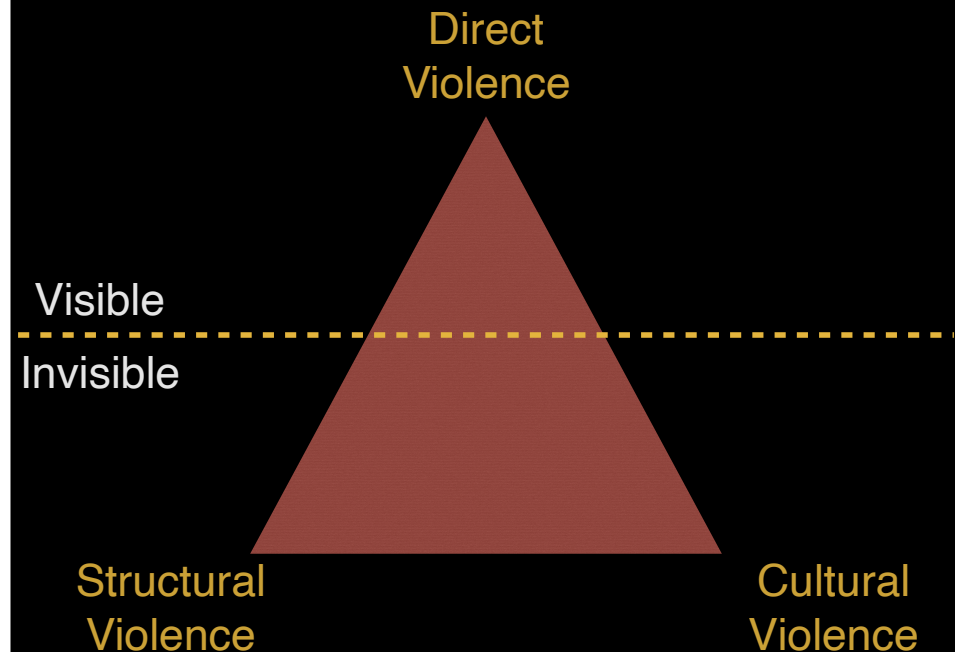 Direct
Violence
Visible
Invisible
Structural
Violence
Cultural
Violence